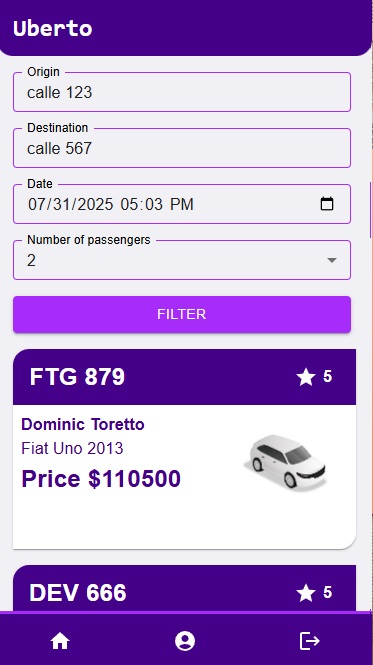 Uberto
Origin
calle 123
Destination
calle 567
Date
07/31/2025 05:03 PM
Number of passengers
2
FILTER
FTG 879 5
Dominic Toretto
Fiat Uno 2013
Price $110500
DEV 666 5